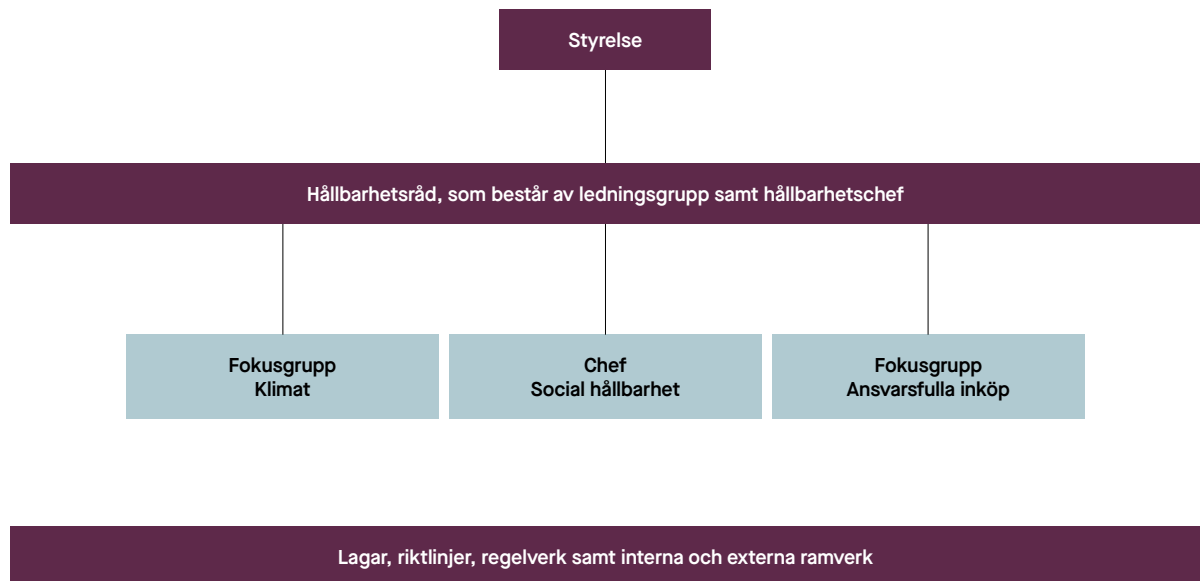 Styrelse
Hållbarhetsråd, som består av ledningsgrupp samt hållbarhetschef
Fokusgrupp
Klimat
Chef
Social hållbarhet
Fokusgrupp
Ansvarsfulla inköp
Lagar, riktlinjer, regelverk samt interna och externa ramverk